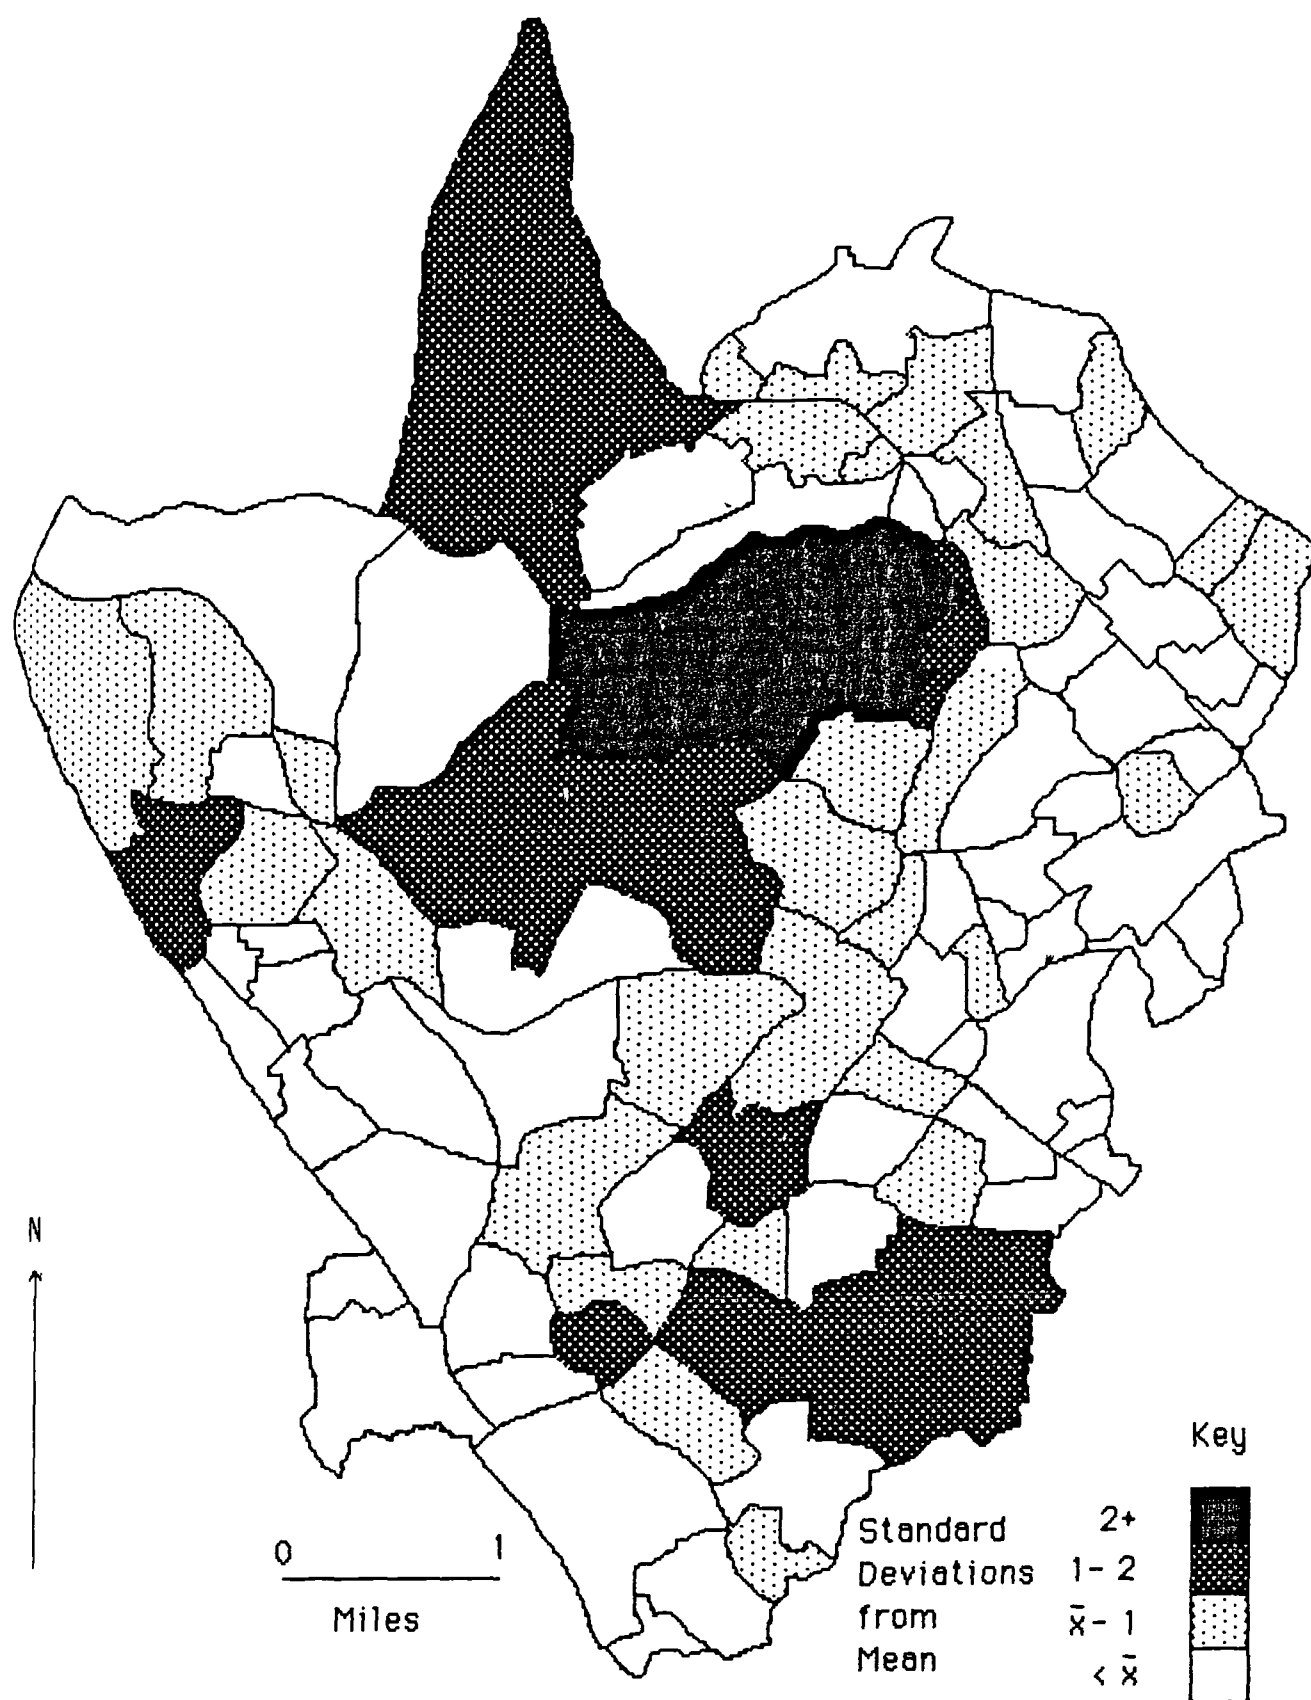 N
0 1
Miles
Key
Standard 2+
Deviations 1-2
from x̄-1
Mean < x̄